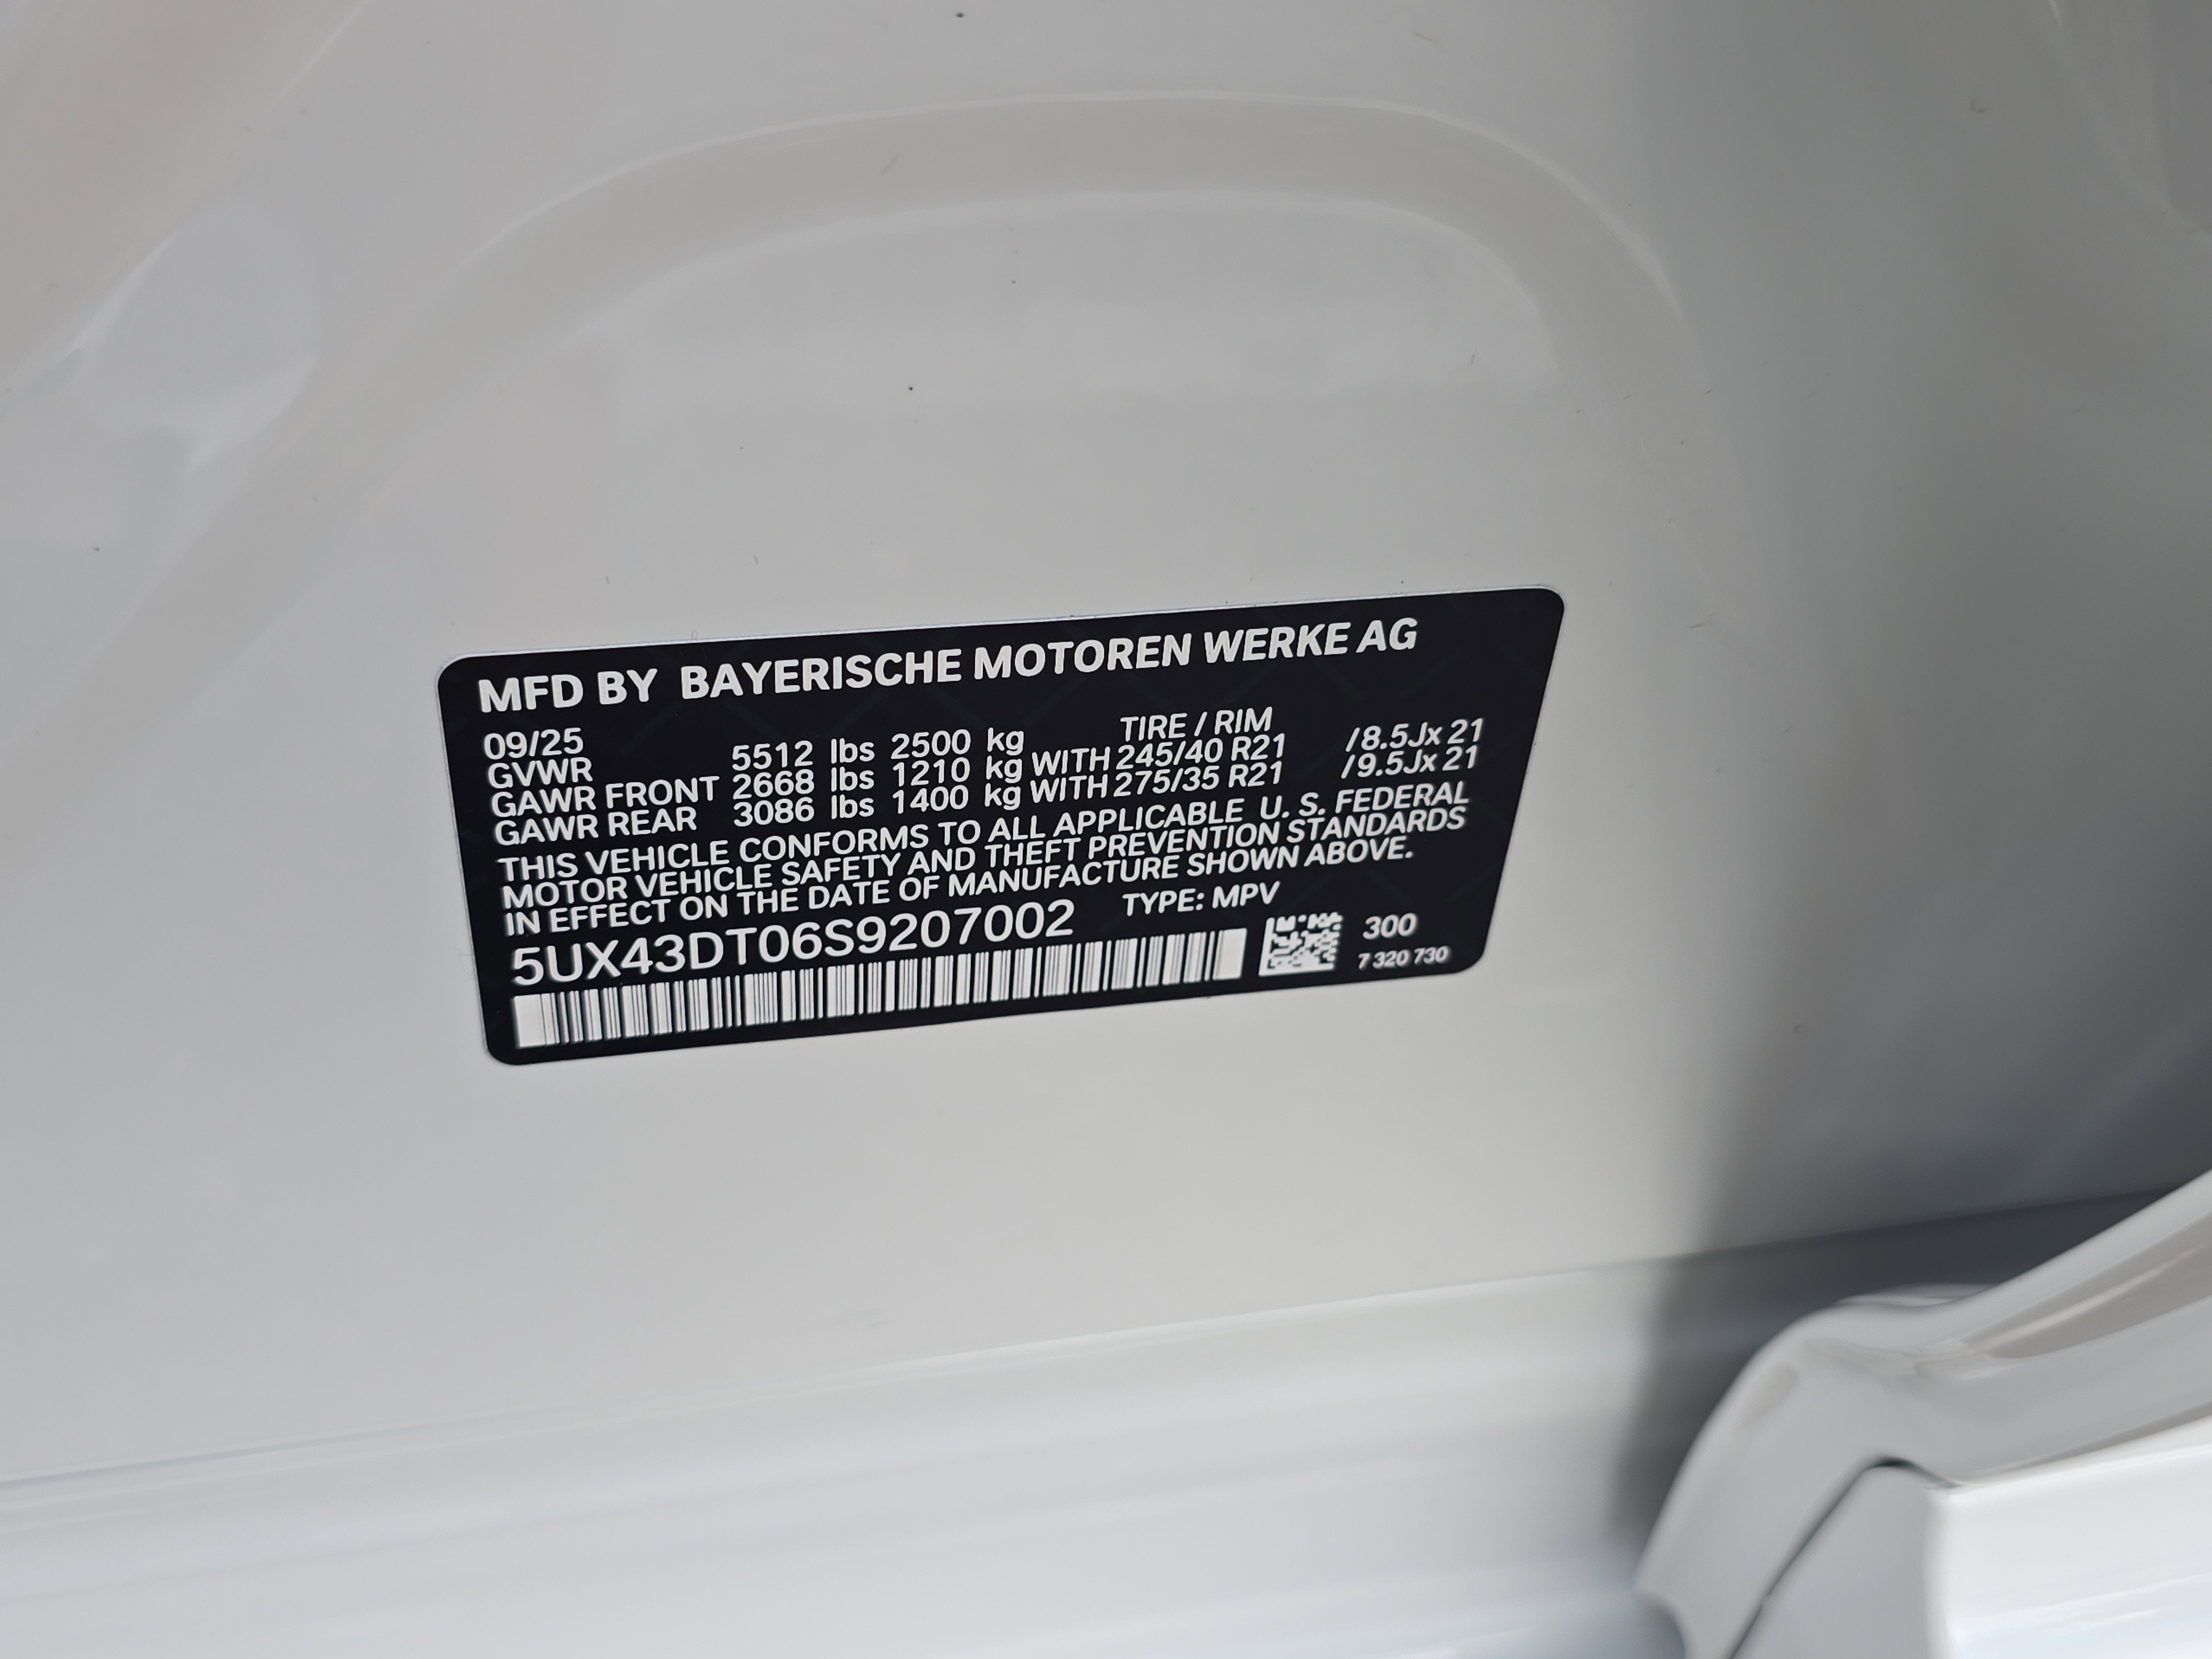 MFD BY BAYERISCHE MOTOREN WERKE AG
09/25 TIRE / RIM
GVWR 5512 lbs 2500 kg
GAWR FRONT 2668 lbs 1210 kg WITH 245/40 R21 /8.5Jx 21
GAWR REAR 3086 lbs 1400 kg WITH 275/35 R21 /9.5Jx 21
THIS VEHICLE CONFORMS TO ALL APPLICABLE U. S. FEDERAL
MOTOR VEHICLE SAFETY AND THEFT PREVENTION STANDARDS
IN EFFECT ON THE DATE OF MANUFACTURE SHOWN ABOVE.
5UX43DT06S9207002 TYPE: MPV
300
7 320 730